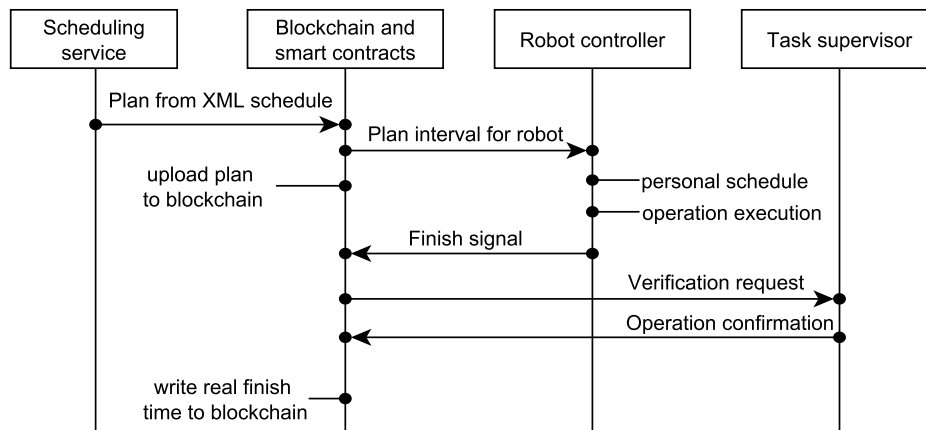 Scheduling
service
Blockchain and
smart contracts
Robot controller
Task supervisor
Plan from XML schedule
Plan interval for robot
upload plan
to blockchain
personal schedule
operation execution
Finish signal
Verification request
Operation confirmation
write real finish
time to blockchain